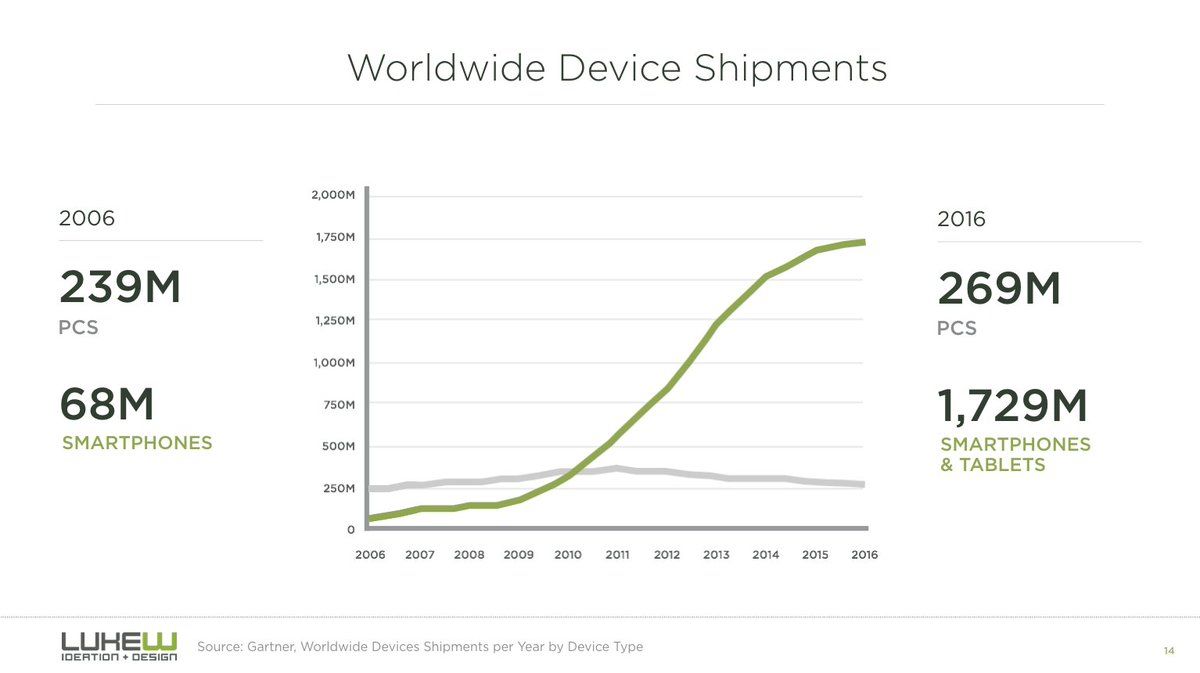 Worldwide Device Shipments
2006
239M
PCS
68M
SMARTPHONES
2,000M
1,750M
1,500M
1,250M
1,000M
750M
500M
250M
0
2006 2007 2008 2009 2010 2011 2012 2013 2014 2015 2016
2016
269M
PCS
1,729M
SMARTPHONES
& TABLETS
LUKEW
IDEATION + DESIGN
Source: Gartner, Worldwide Devices Shipments per Year by Device Type
14